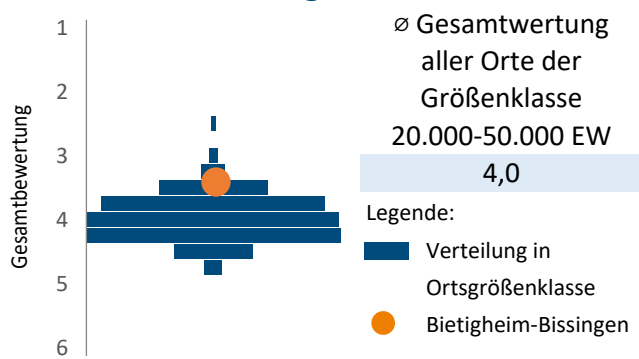 1
2
3
4
5
6
Gesamtbewertung
⌀ Gesamtwertung
aller Orte der
Größenklasse
20.000-50.000 EW
4,0
Legende:
Verteilung in
Ortsgrößenklasse
Bietigheim-Bissingen